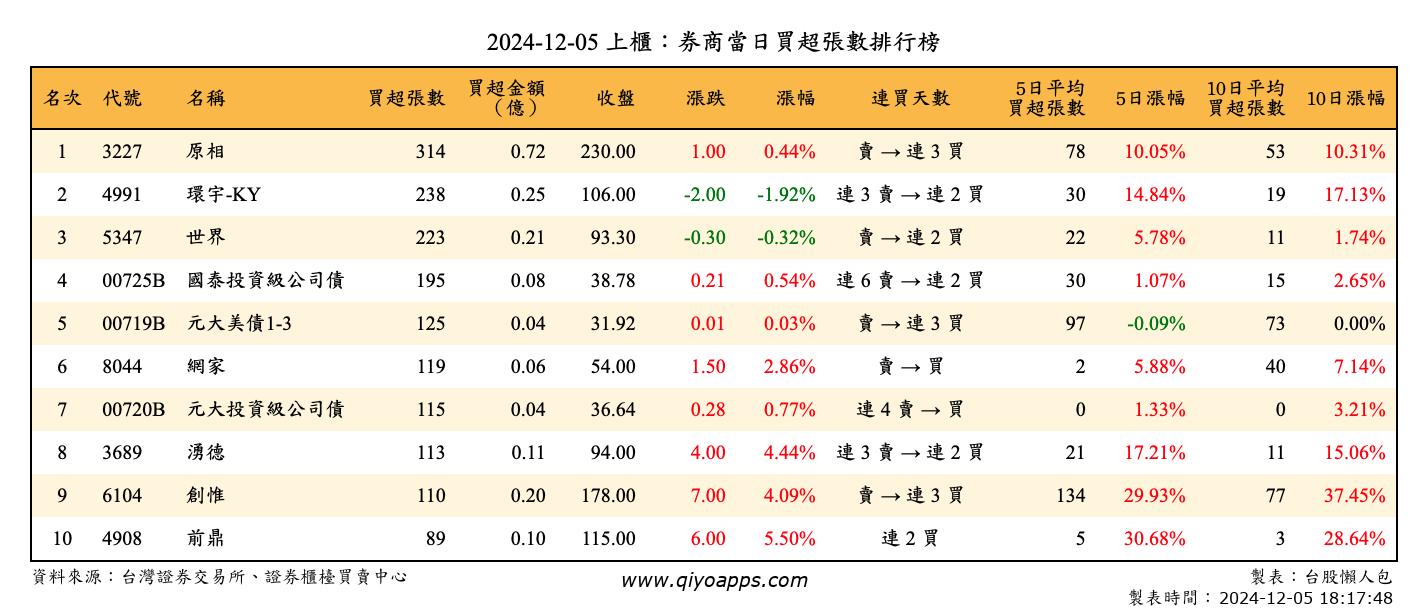 2024-12-05 上櫃：券商當日買超張數排行榜
名次 代號 名稱 買超張數 買超金額（億） 收盤 漲跌 漲幅 連買天數 5日平均買超張數 5日漲幅 10日平均買超張數 10日漲幅
1 3227 原相 314 0.72 230.00 1.00 0.44% 賣 → 連 3 買 78 10.05% 53 10.31%
2 4991 環宇-KY 238 0.25 106.00 -2.00 -1.92% 連 3 賣 → 連 2 買 30 14.84% 19 17.13%
3 5347 世界 223 0.21 93.30 -0.30 -0.32% 賣 → 連 2 買 22 5.78% 11 1.74%
4 00725B 國泰投資級公司債 195 0.08 38.78 0.21 0.54% 連 6 賣 → 連 2 買 30 1.07% 15 2.65%
5 00719B 元大美債1-3 125 0.04 31.92 0.01 0.03% 賣 → 連 3 買 97 -0.09% 73 0.00%
6 8044 網家 119 0.06 54.00 1.50 2.86% 賣 → 買 2 5.88% 40 7.14%
7 00720B 元大投資級公司債 115 0.04 36.64 0.28 0.77% 連 4 賣 → 買 0 1.33% 0 3.21%
8 3689 湧德 113 0.11 94.00 4.00 4.44% 連 3 賣 → 連 2 買 21 17.21% 11 15.06%
9 6104 創惟 110 0.20 178.00 7.00 4.09% 賣 → 連 3 買 134 29.93% 77 37.45%
10 4908 前鼎 89 0.10 115.00 6.00 5.50% 連 2 買 5 30.68% 3 28.64%
資料來源：台灣證券交易所、證券櫃檯買賣中心
www.qiyoapps.com
製表：台股懶人包
製表時間：2024-12-05 18:17:48